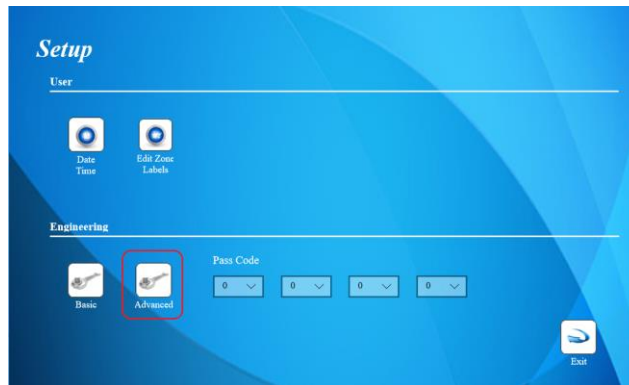 Setup
User
Date
Time
Edit Zone
Labels
Engineering
Pass Code
0
0
0
0
Basic
Advanced
Exit